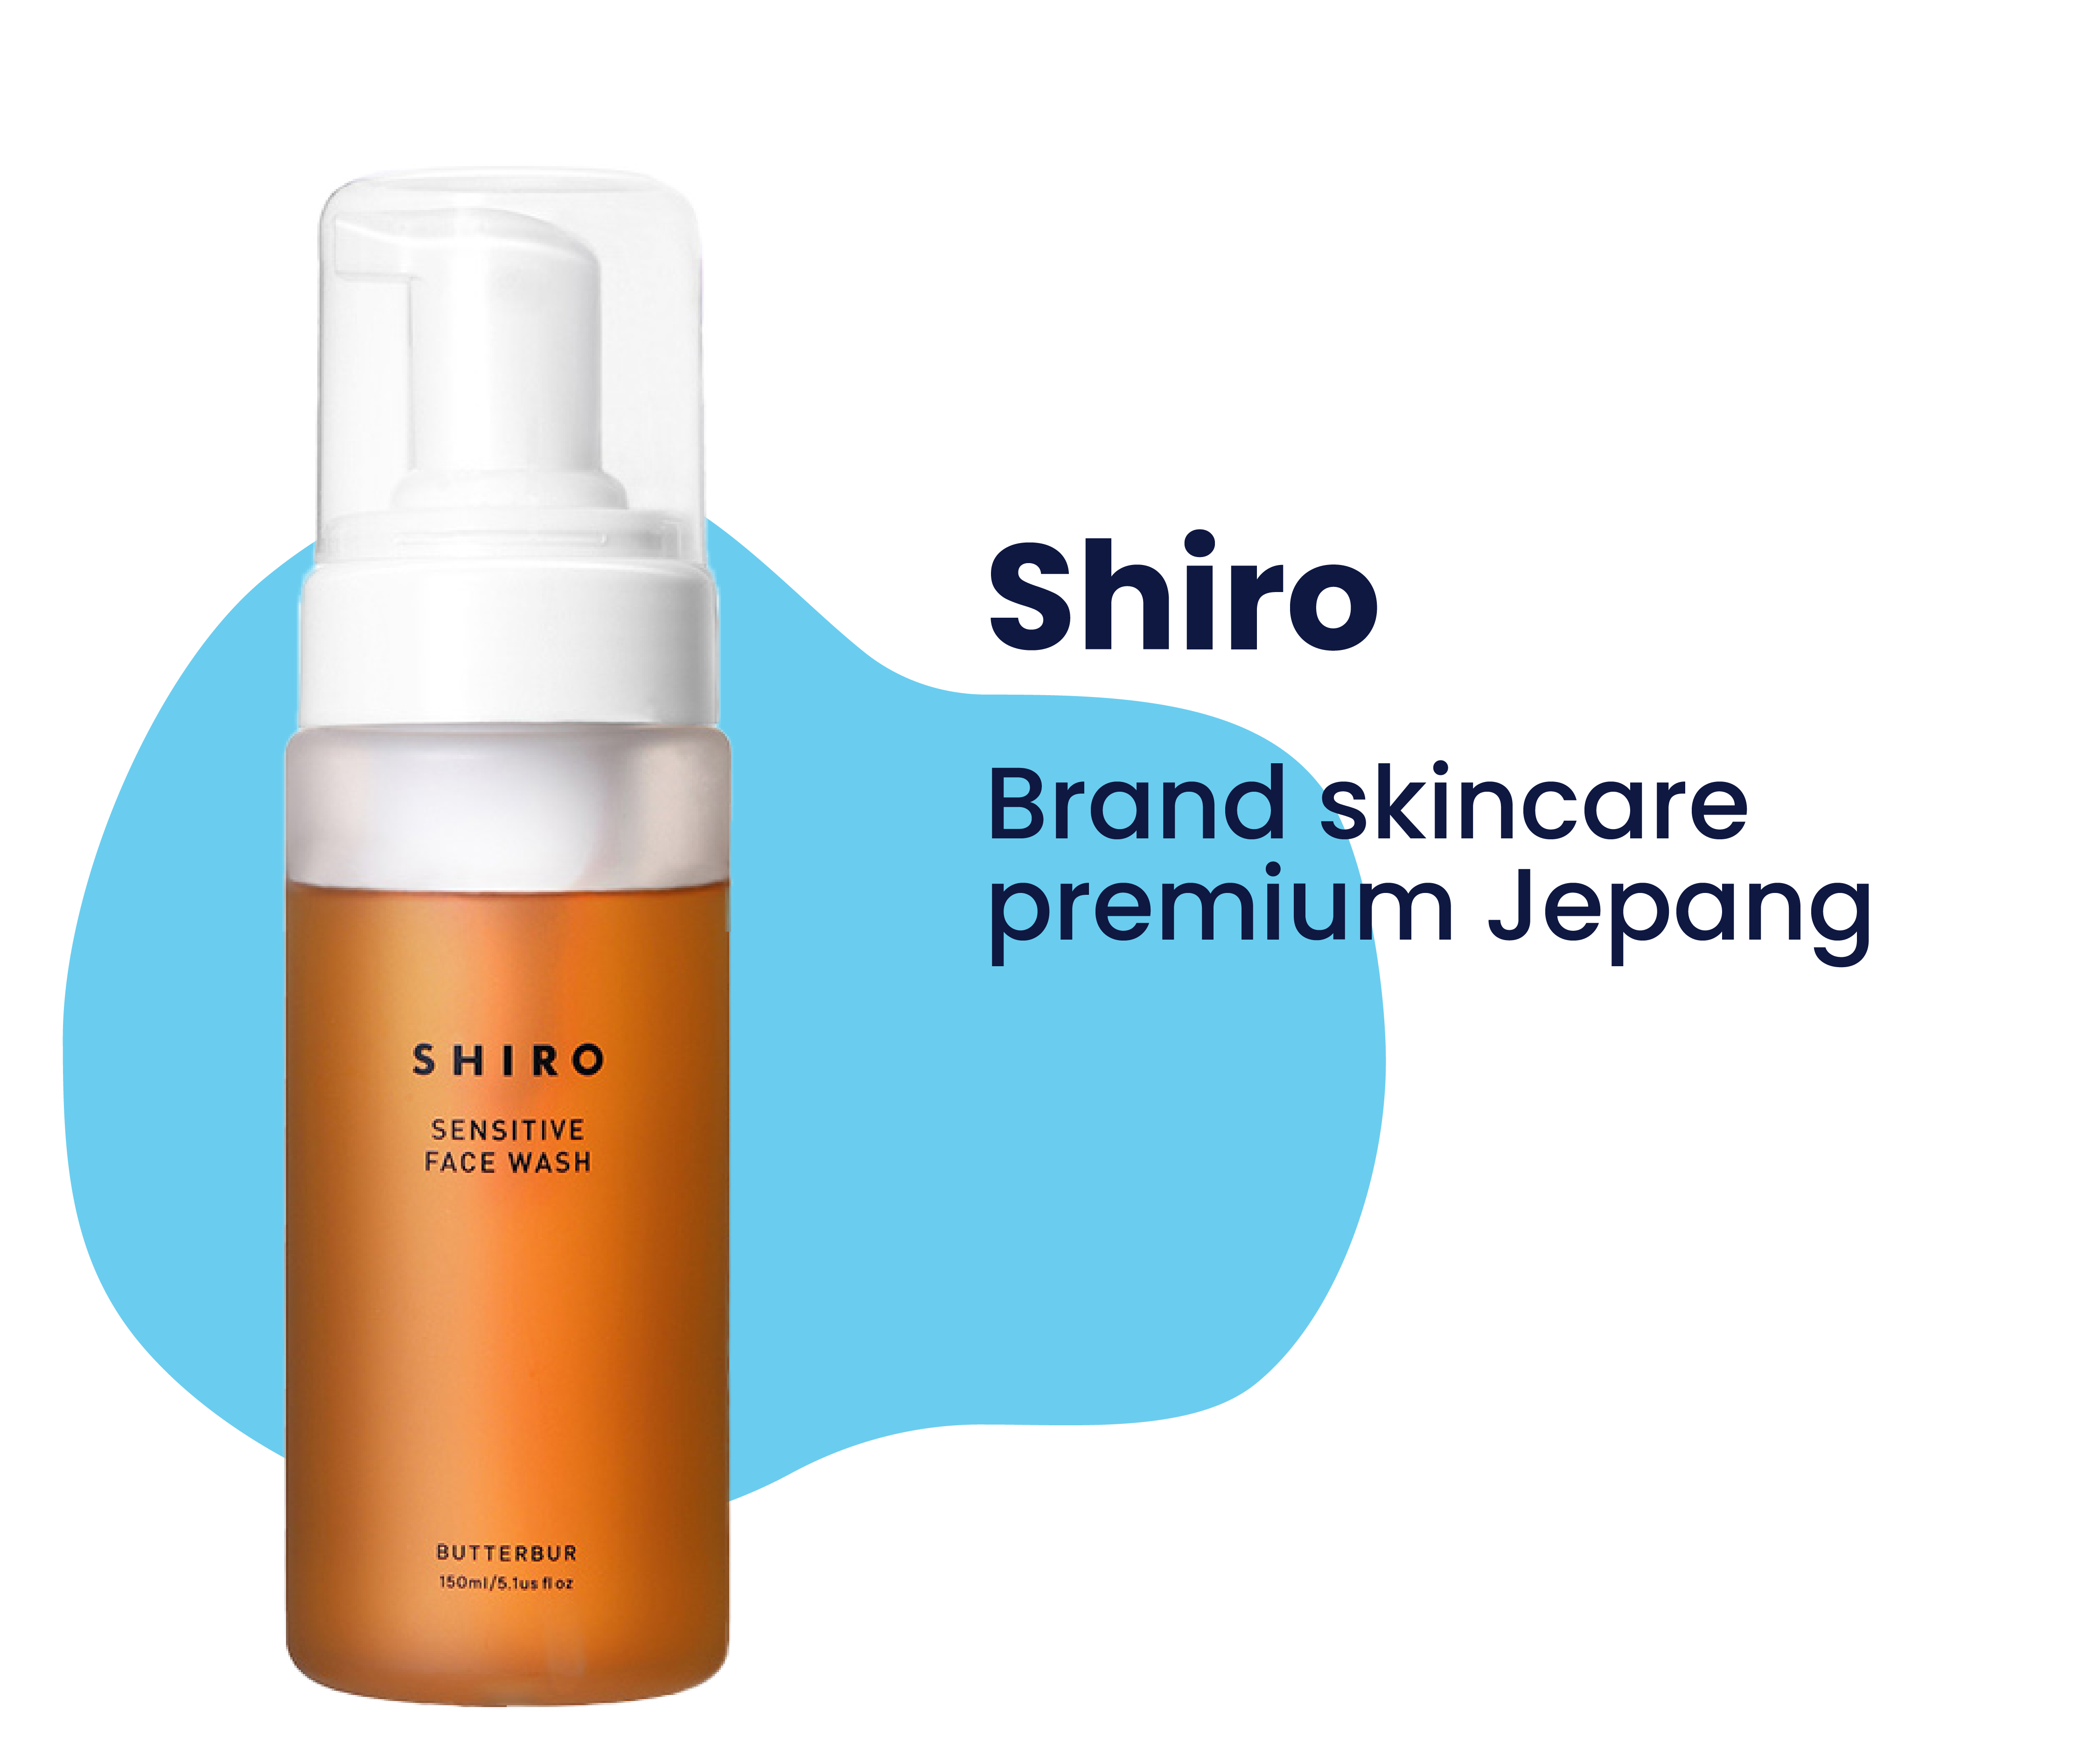 Shiro
Brand skincare
premium Jepang
SHIRO
SENSITIVE
FACE WASH
BUTTERBUR
150ml/5.1us fl oz